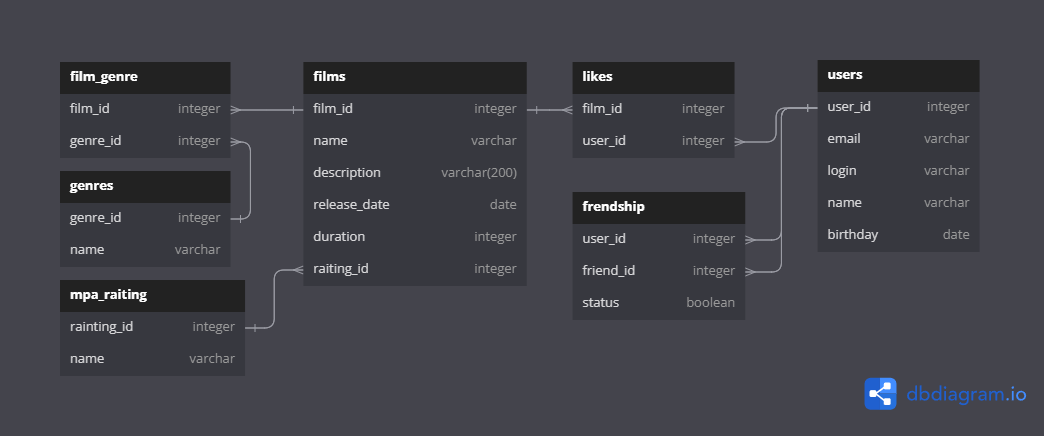 film_genre
film_id integer
genre_id integer
genres
genre_id integer
name varchar
mpa_raiting
rainting_id integer
name varchar
films
film_id integer
name varchar
description varchar(200)
release_date date
duration integer
raiting_id integer
likes
film_id integer
user_id integer
frendship
user_id integer
friend_id integer
status boolean
users
user_id integer
email varchar
login varchar
name varchar
birthday date
dbdiagram.io